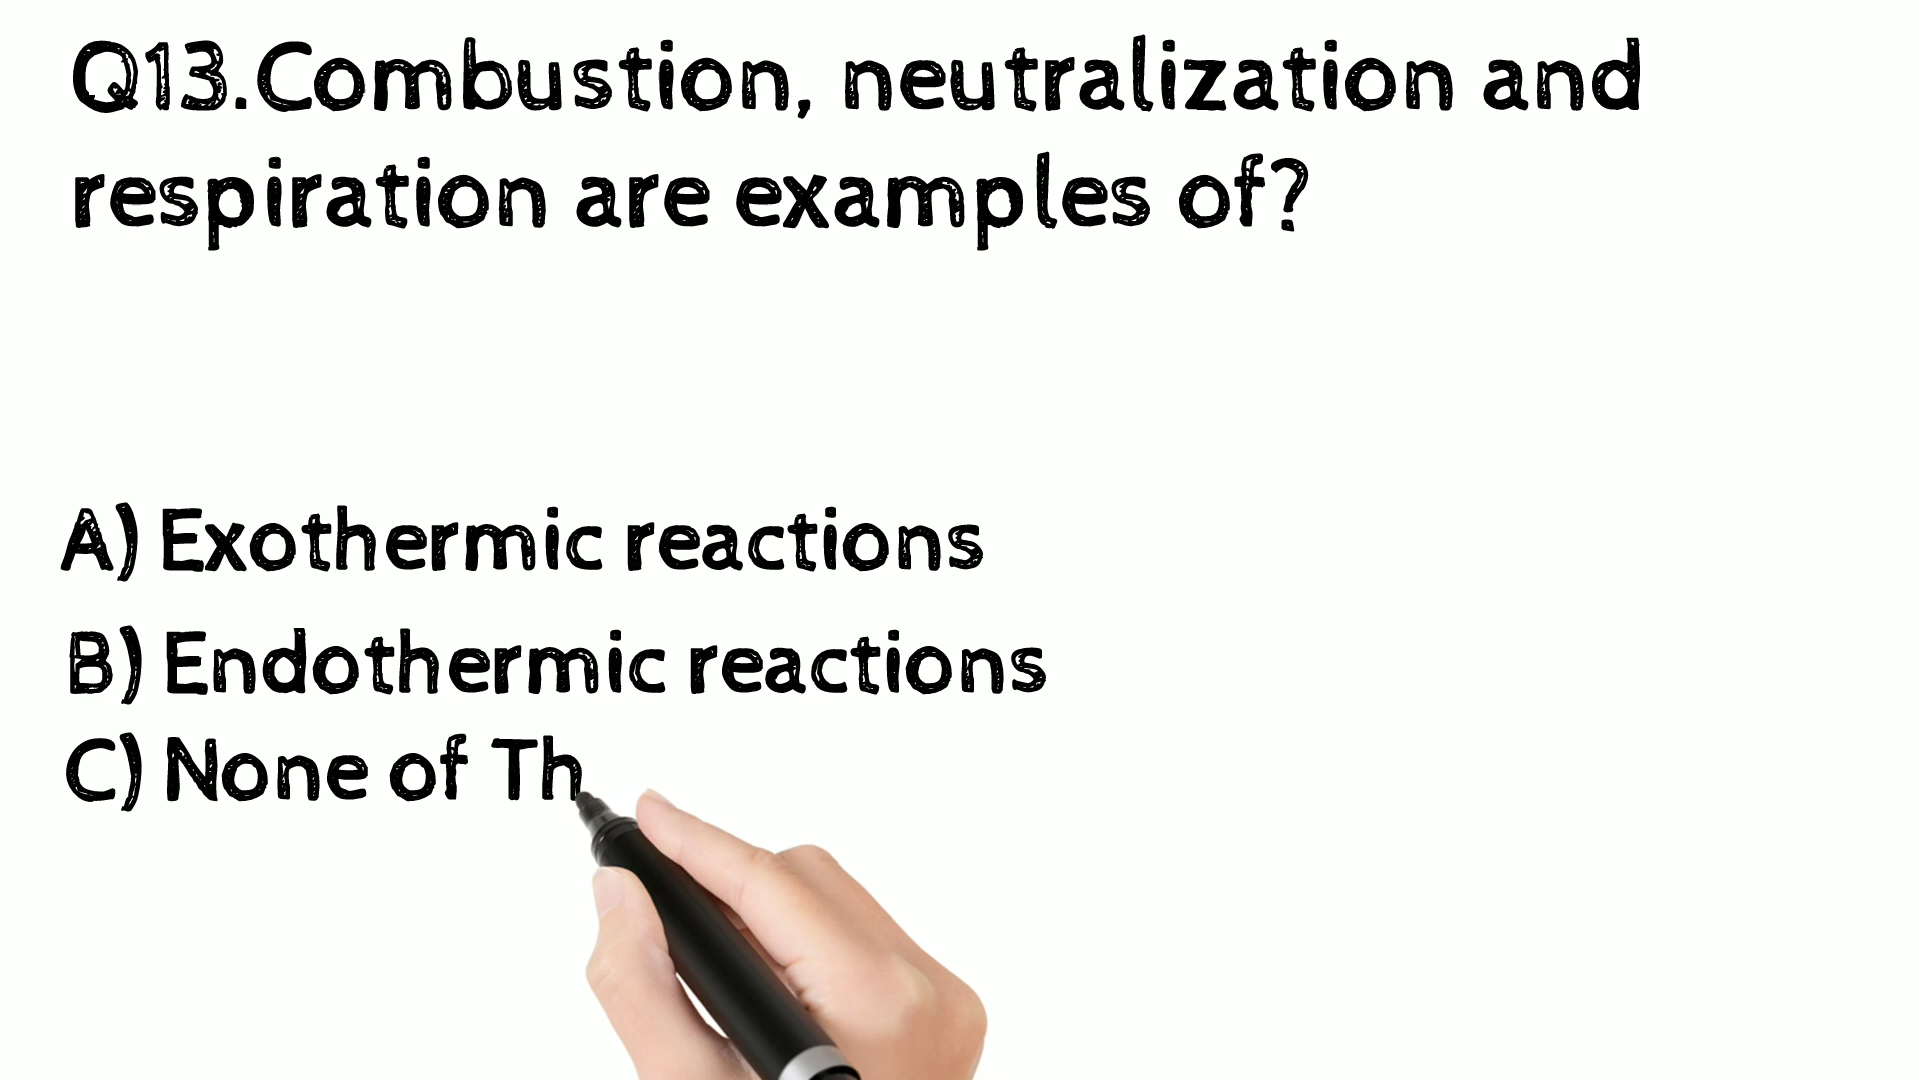 Q13.Combustion, neutralization and
respiration are examples of?
A) Exothermic reactions
B) Endothermic reactions
C) None of Th